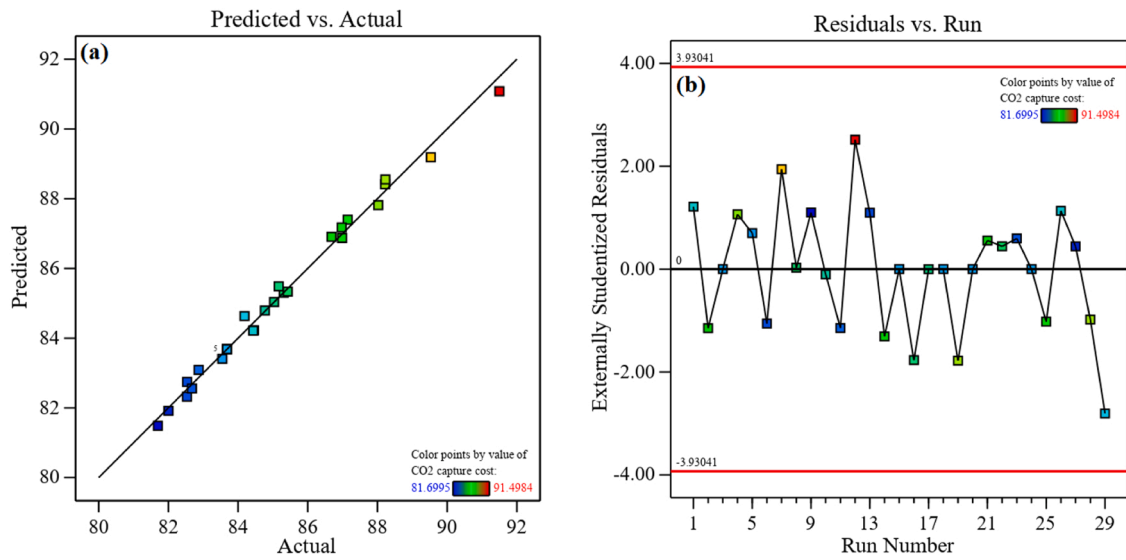 Predicted vs. Actual
(a)
92
90
88
86
84
82
80
Predicted
5
Color points by value of
CO2 capture cost:
81.6995 91.4984
80 82 84 86 88 90 92
Actual
Residuals vs. Run
(b)
4.00
2.00
0.00
-2.00
-4.00
Externally Studentized Residuals
3.93041
Color points by value of
CO2 capture cost:
81.6995 91.4984
0
-3.93041
1 5 9 13 17 21 25 29
Run Number